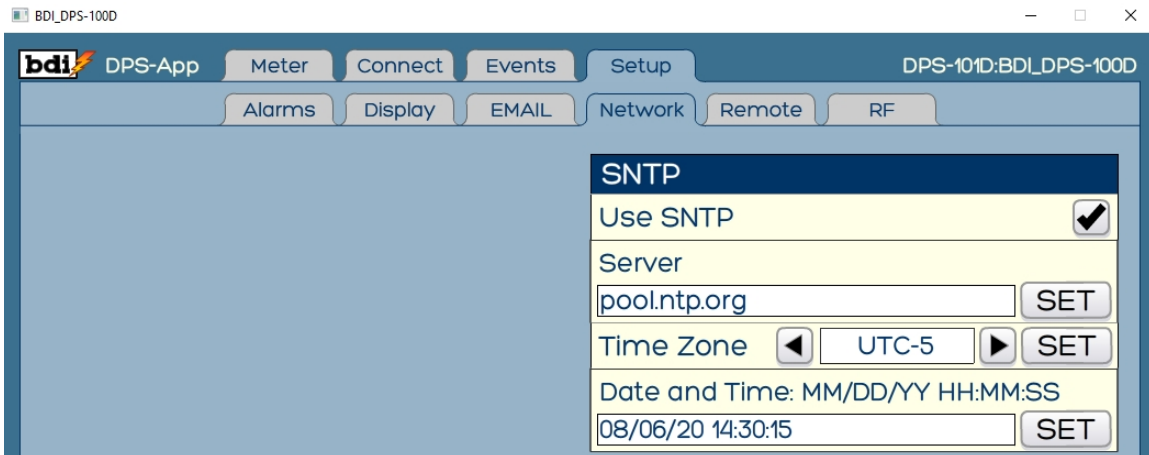 BDI_DPS-100D
bdi DPS-App Meter Connect Events Setup DPS-101D:BDI_DPS-100D
Alarms Display EMAIL Network Remote RF
SNTP
Use SNTP
Server
pool.ntp.org SET
Time Zone UTC-5 SET
Date and Time: MM/DD/YY HH:MM:SS
08/06/20 14:30:15 SET